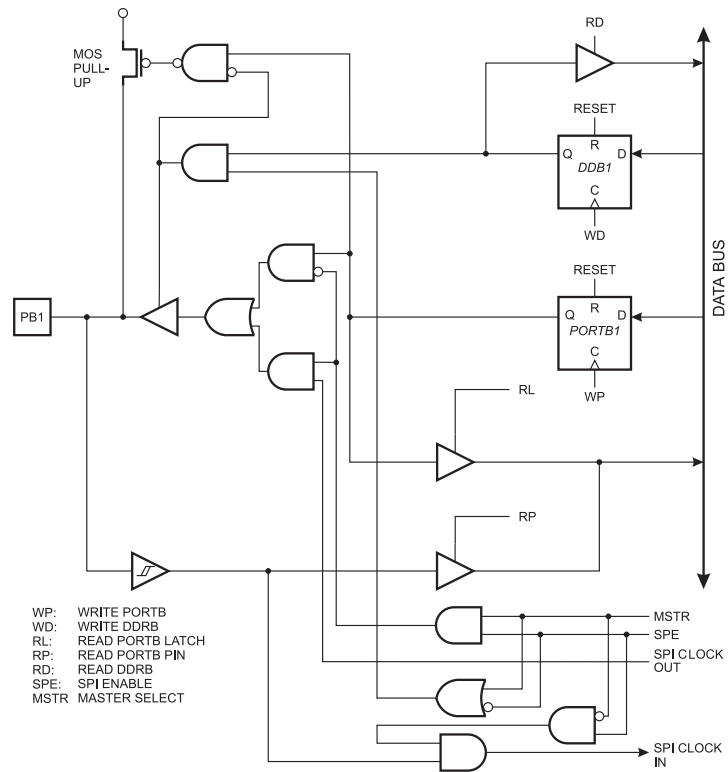 RD
MOS
PULL-
UP
RESET
R
Q
D
DDB1
C
WD
DATA BUS
RESET
R
Q
D
PORTB1
C
WP
PB1
RL
RP
WP: WRITE PORTB
WD: WRITE DDRB
RL: READ PORTB LATCH
RP: READ PORTB PIN
RD: READ DDRB
SPE: SPI ENABLE
MSTR MASTER SELECT
MSTR
SPE
SPI CLOCK
OUT
SPI CLOCK
IN